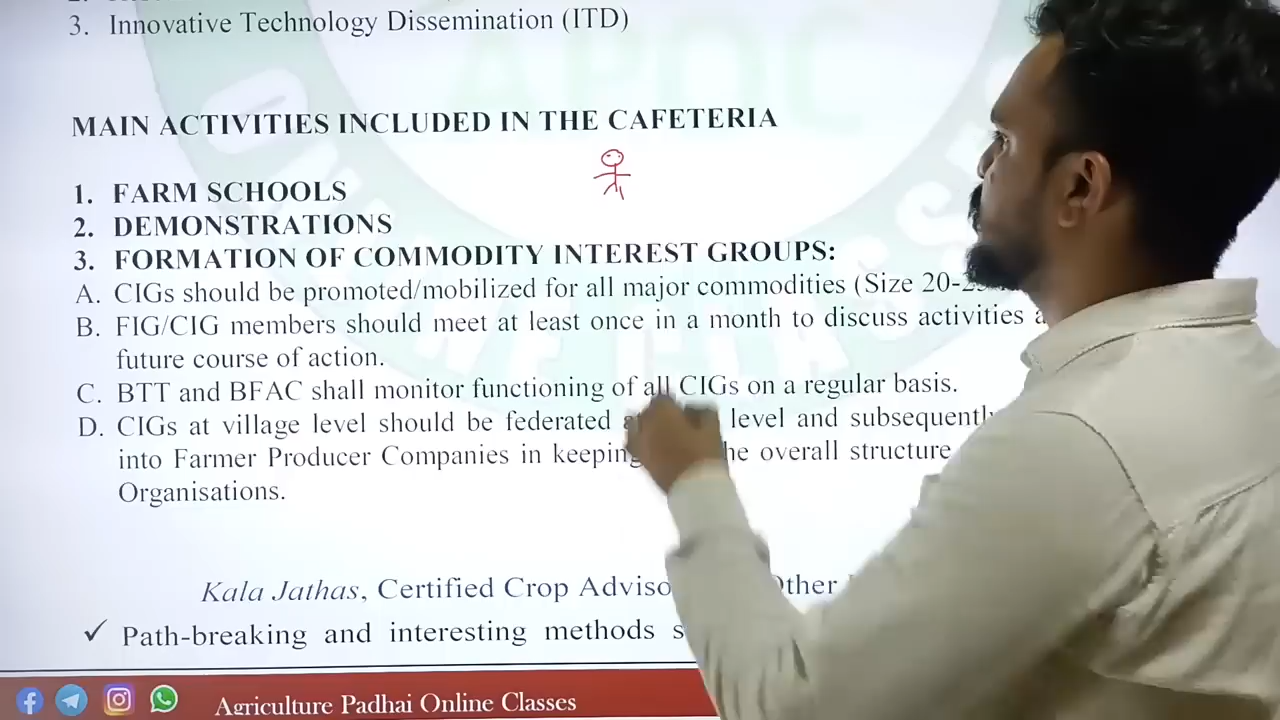 3. Innovative Technology Dissemination (ITD)
APOC
MAIN ACTIVITIES INCLUDED IN THE CAFETERIA
1. FARM SCHOOLS
2. DEMONSTRATIONS
3. FORMATION OF COMMODITY INTEREST GROUPS:
A. CIGs should be promoted/mobilized for all major commodities (Size 20-
B. FIG/CIG members should meet at least once in a month to discuss activities
future course of action.
C. BTT and BFAC shall monitor functioning of all CIGs on a regular basis.
D. CIGs at village level should be federated level and subsequently
into Farmer Producer Companies in keeping the overall structure
Organisations.
Kala Jathas, Certified Crop
✓ Path-breaking and interesting methods
Agriculture Padhai Online Classes